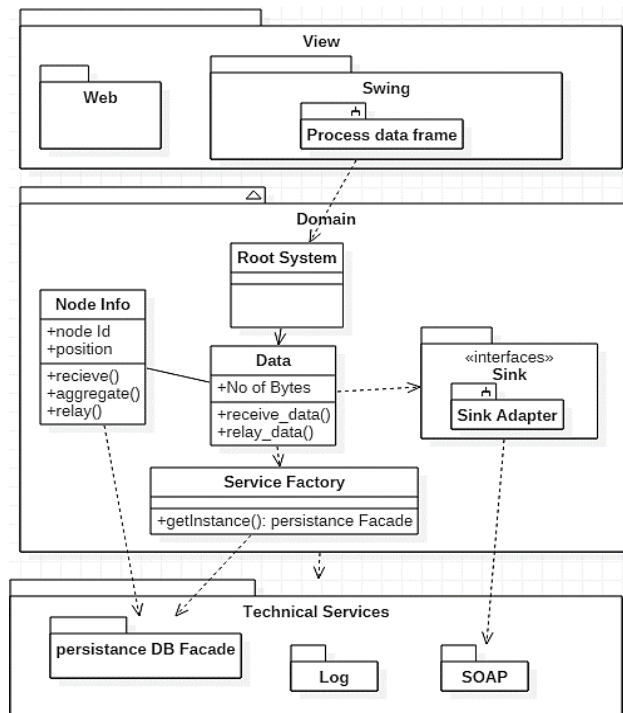 View
Web
Swing
Process data frame
Domain
Root System
Node Info
+node Id
+position
+recieve()
+aggregate()
+relay()
Data
+No of Bytes
+receive_data()
+relay_data()
«interfaces»
Sink
Sink Adapter
Service Factory
+getInstance(): persistance Facade
Technical Services
persistance DB Facade
Log
SOAP